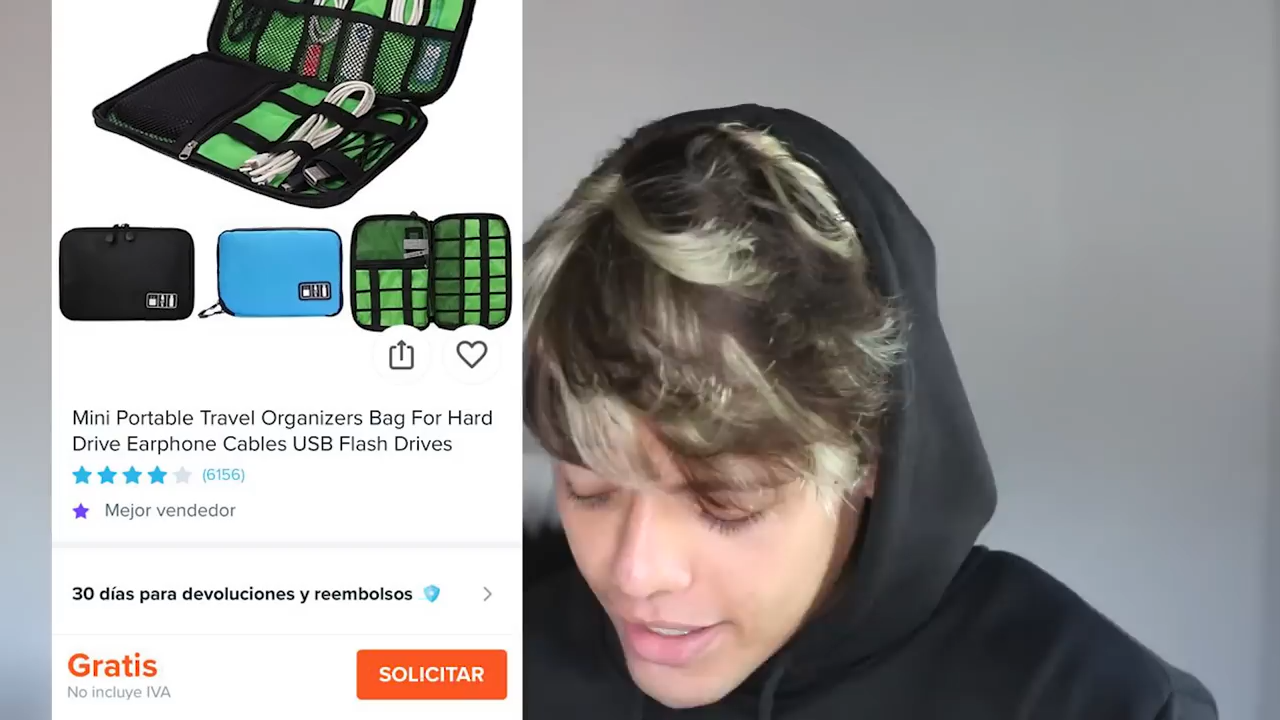 Mini Portable Travel Organizers Bag For Hard
Drive Earphone Cables USB Flash Drives
(6156)
Mejor vendedor
30 días para devoluciones y reembolsos
Gratis
No incluye IVA
SOLICITAR